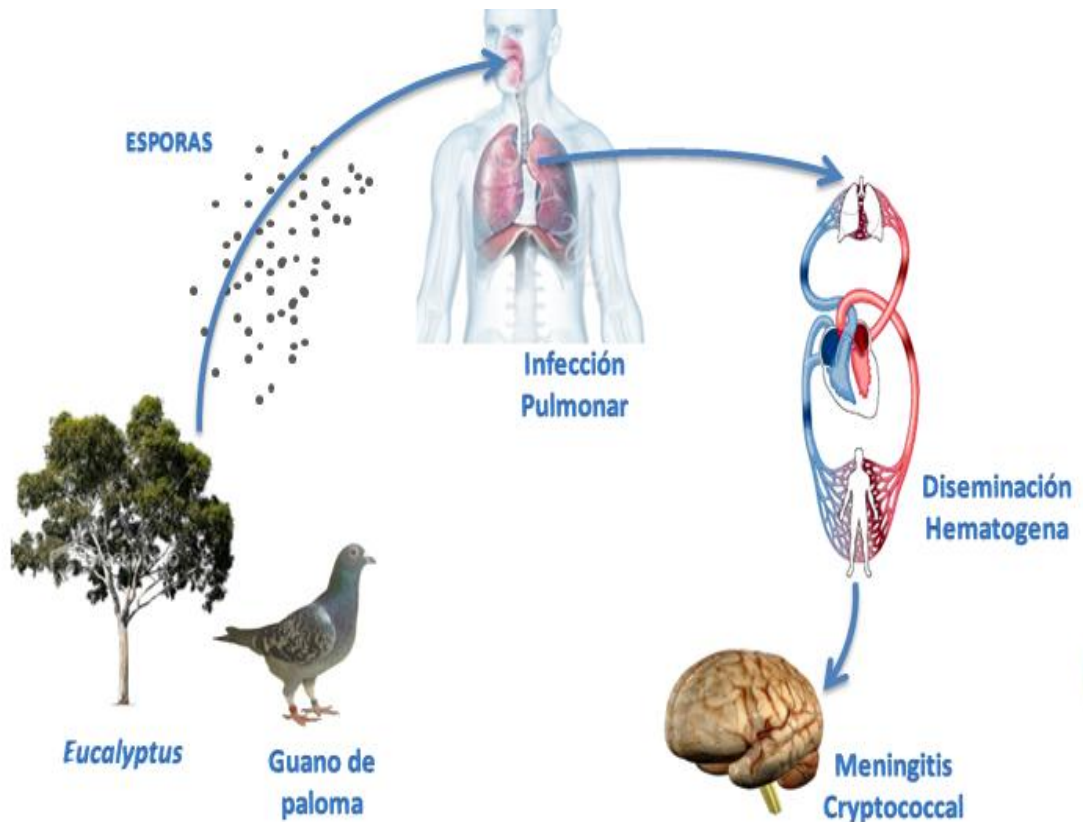 ESPORAS
Infección
Pulmonar
Diseminación
Hematogena
Eucalyptus
Guano de
paloma
Meningitis
Cryptococcal